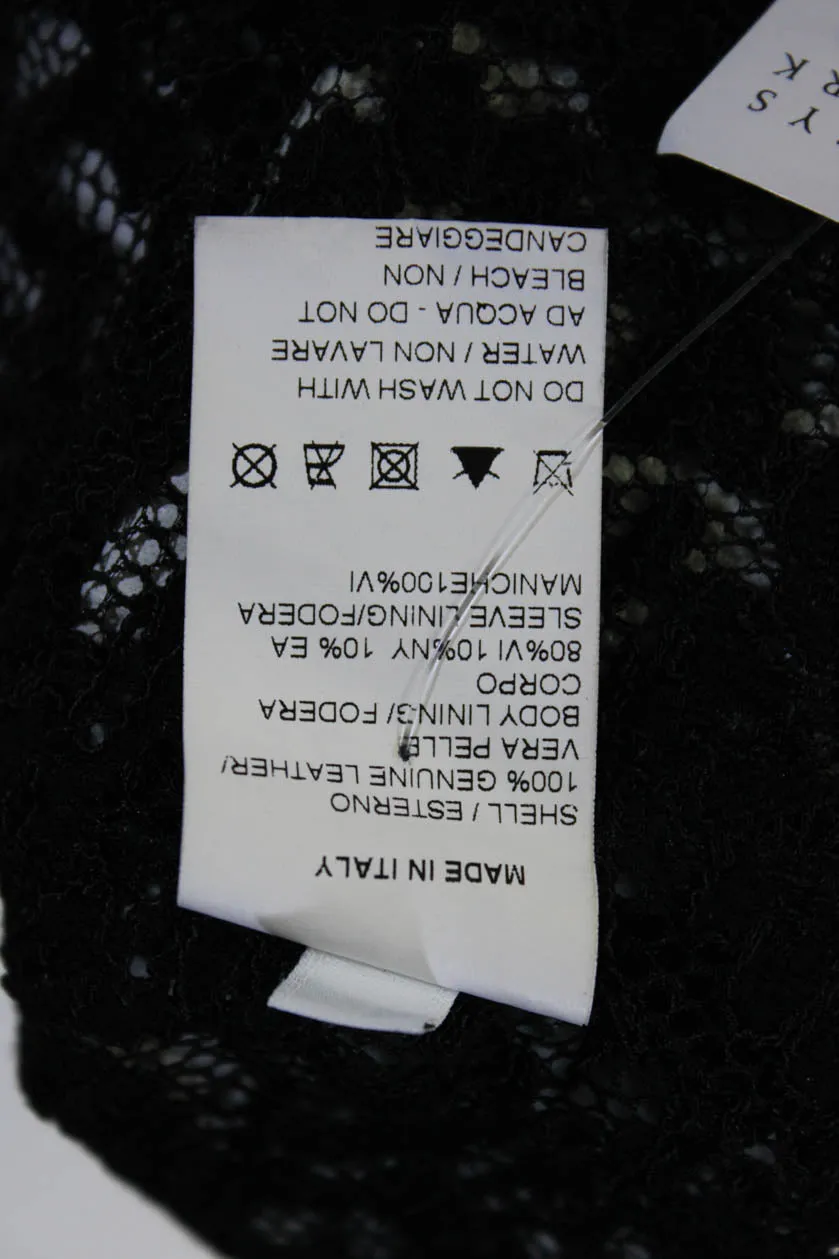 MADE IN ITALY
SHELL / ESTERNO
100% GENUINE LEATHER/
VERA PELLE
BODY LINING/ FODERA
CORPO
80%VI 10%NY 10% EA
SLEEVE LINING/FODERA
MANICHE100%VI
DO NOT WASH WITH
WATER / NON LAVARE
AD ACQUA - DO NOT
BLEACH / NON
CANDEGGIARE